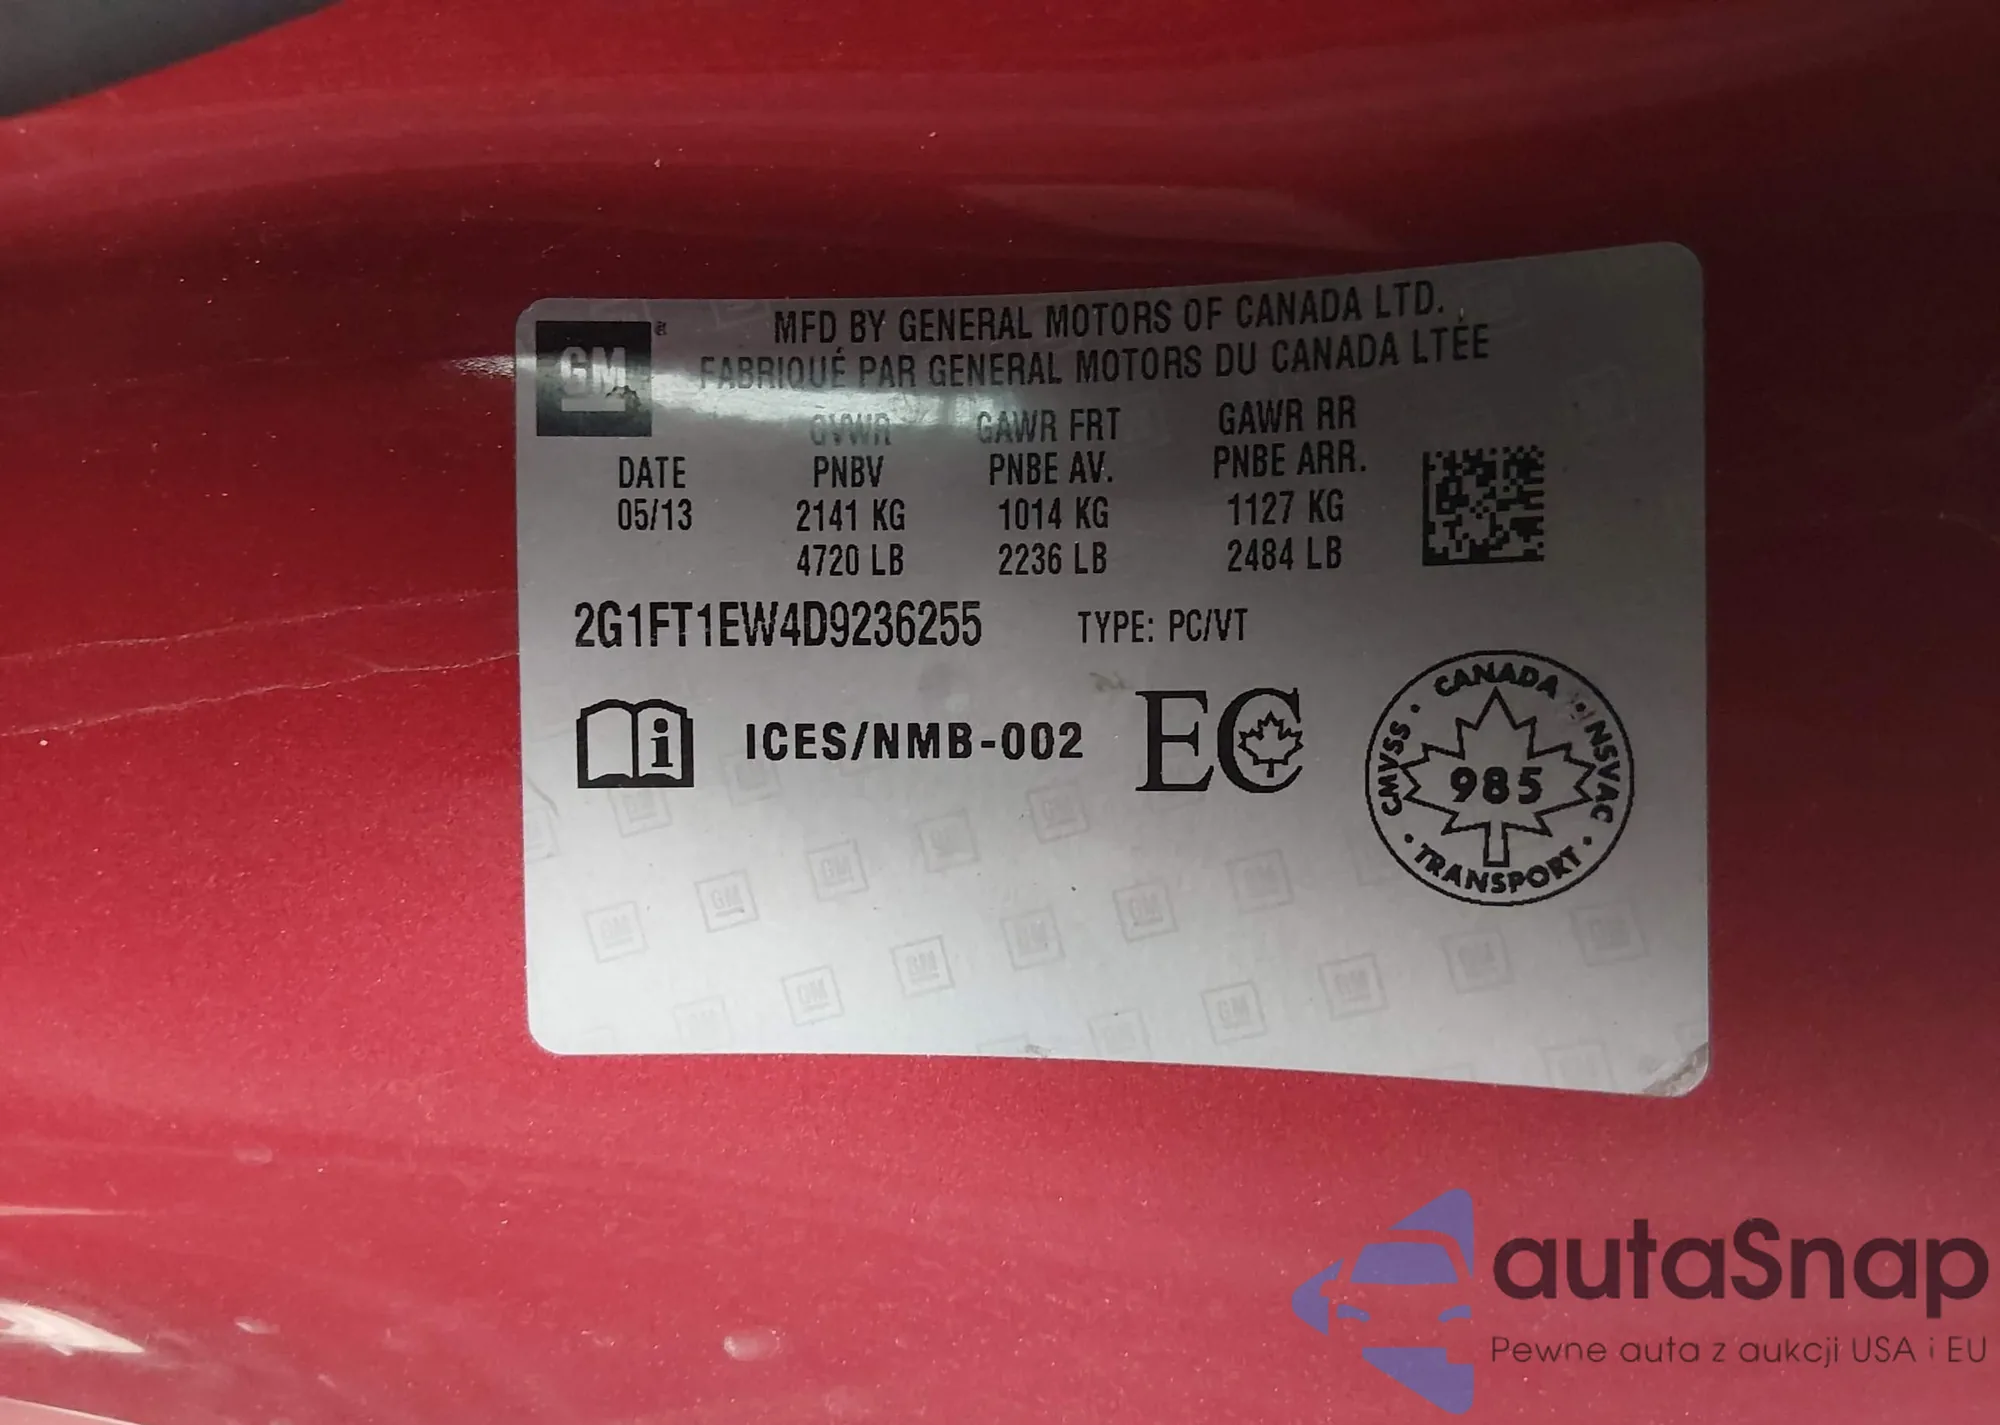 GM
MFD BY GENERAL MOTORS OF CANADA LTD.
FABRIQUÉ PAR GENERAL MOTORS DU CANADA LTÉE
GVWR GAWR FRT GAWR RR
DATE PNBV PNBE AV. PNBE ARR.
05/13 2141 KG 1014 KG 1127 KG
4720 LB 2236 LB 2484 LB
2G1FT1EW4D9236255 TYPE: PC/VT
i ICES/NMB-002 EC
CANADA · NSVAC · TRANSPORT · CMVSS ·
985
autaSnap
Pewne auta z aukcji USA i EU